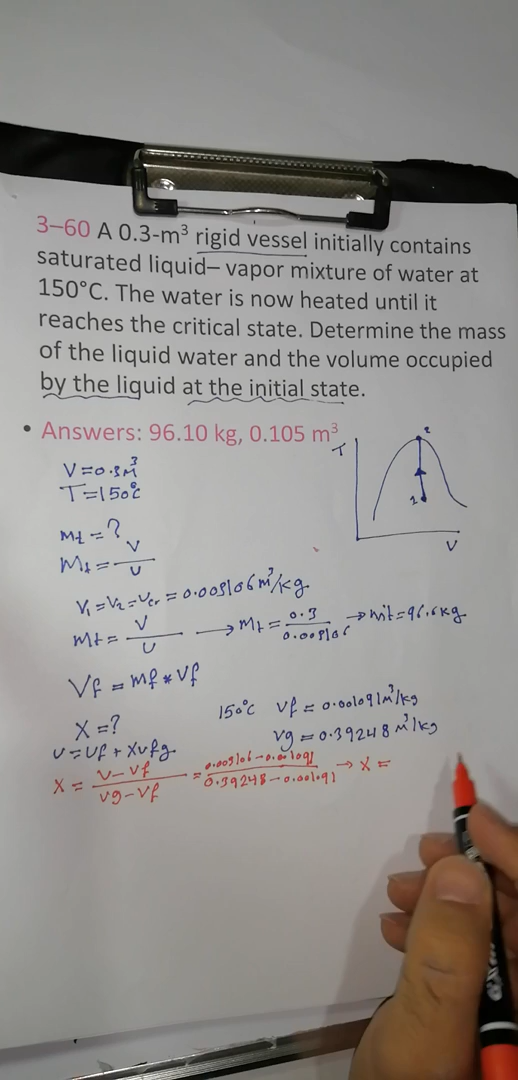 3–60 A 0.3-m³ rigid vessel initially contains
saturated liquid– vapor mixture of water at
150°C. The water is now heated until it
reaches the critical state. Determine the mass
of the liquid water and the volume occupied
by the liquid at the initial state.
• Answers: 96.10 kg, 0.105 m³
T
2
1
V
V=0.3M³
T=150°C
Mt=?
Mt = V/υ
V₁=V₂=Vcr=0.003106 m³/kg
Mt = V/υ → Mt = 0.3/0.003106 → mt=96.6kg
Vf = Mf * Vf
X=?
150°C Vf = 0.001091 m³/kg
υ=υf + Xυfg
Vg = 0.39248 m³/kg
X = υ-Vf/Vg-Vf = 0.003106-0.001091/0.39248-0.001091 → X =